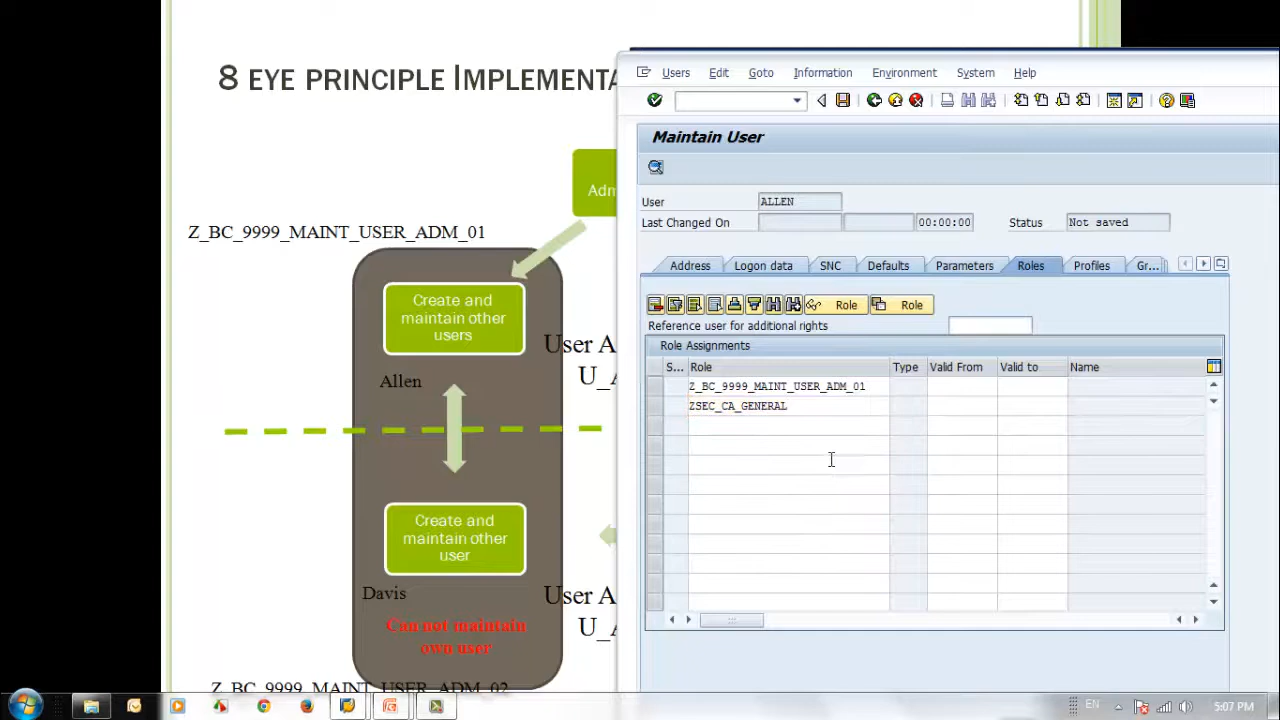 8 EYE PRINCIPLE IMPLEMENTA
Adm
Z_BC_9999_MAINT_USER_ADM_01
Create and
maintain other
users
Allen
User A
U_A
Create and
maintain other
user
Davis
User A
U_A
Can not maintain
own user
Z_BC_9999_MAINT_USER_ADM_02
Users Edit Goto Information Environment System Help
Maintain User
User ALLEN
Last Changed On 00:00:00 Status Not saved
Address Logon data SNC Defaults Parameters Roles Profiles Gr...
Role Role
Reference user for additional rights
Role Assignments
S... Role Type Valid From Valid to Name
Z_BC_9999_MAINT_USER_ADM_01
ZSEC_CA_GENERAL
EN 5:07 PM